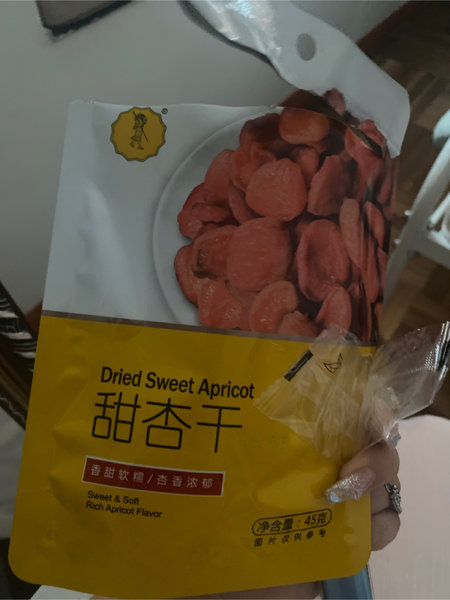 ®
Dried Sweet Apricot
甜杏干
香甜软糯/杏香浓郁
Sweet & Soft
Rich Apricot Flavor
净含量：45克
图片仅供参考